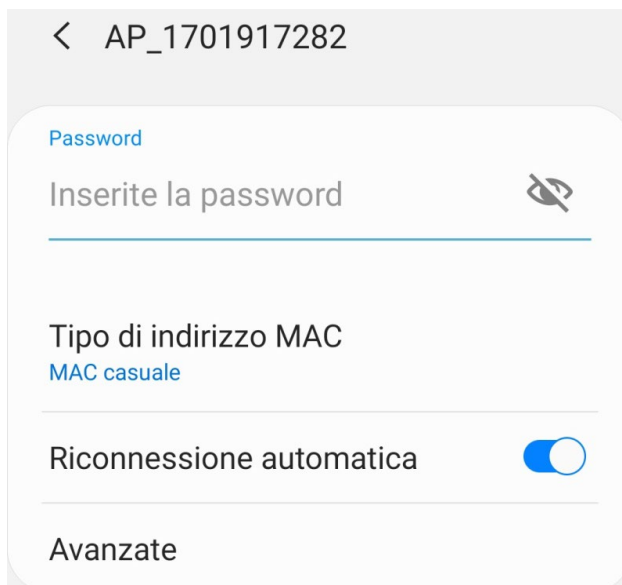 AP_1701917282
Password
Inserite la password
Tipo di indirizzo MAC
MAC casuale
Riconnessione automatica
Avanzate